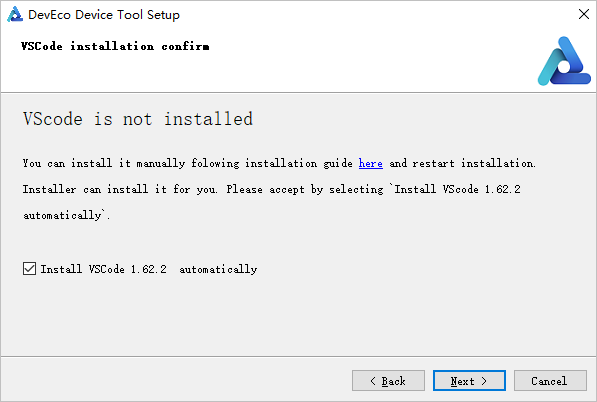 DevEco Device Tool Setup
VSCode installation confirm
VScode is not installed
You can install it manually folowing installation guide here and restart installation.
Installer can install it for you. Please accept by selecting `Install VScode 1.62.2
automatically`.
Install VSCode 1.62.2  automatically
< Back
Next >
Cancel